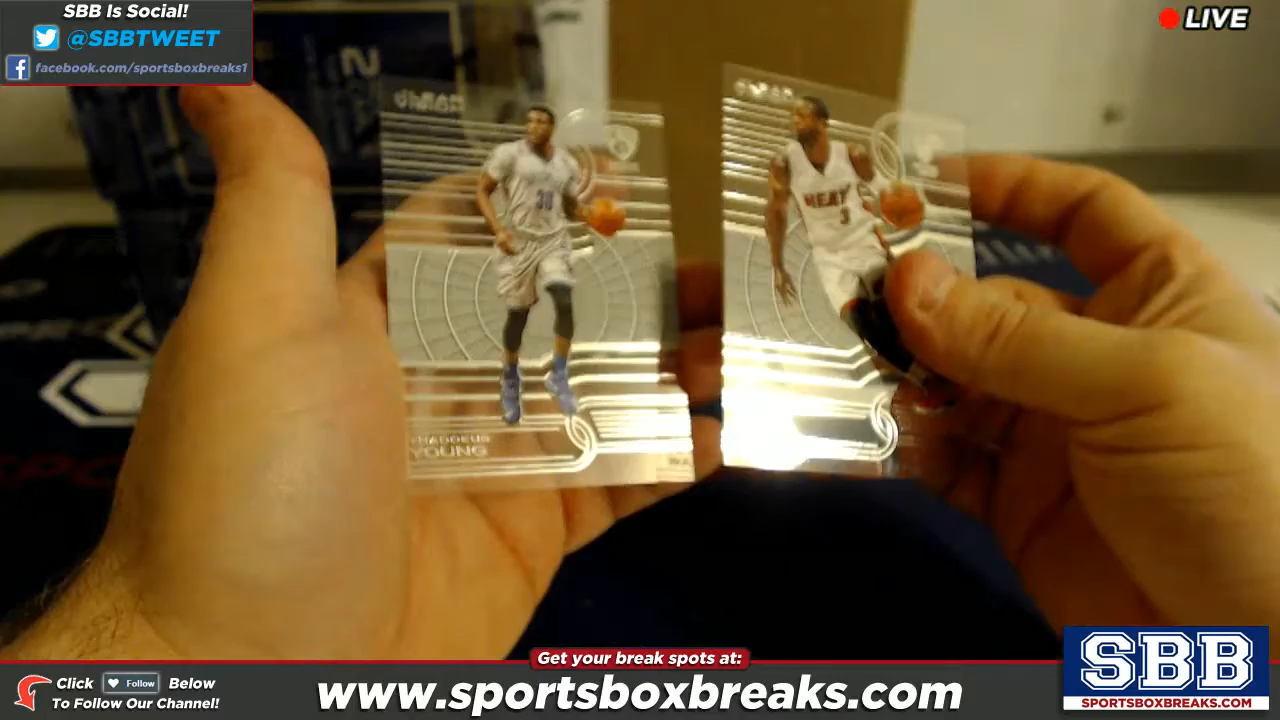 SBB Is Social!
@SBBTWEET
facebook.com/sportsboxbreaks1
LIVE
30
HEAT
3
THADDEUS
YOUNG
Get your break spots at:
Click Follow Below
To Follow Our Channel!
www.sportsboxbreaks.com
SBB
SPORTSBOXBREAKS.COM